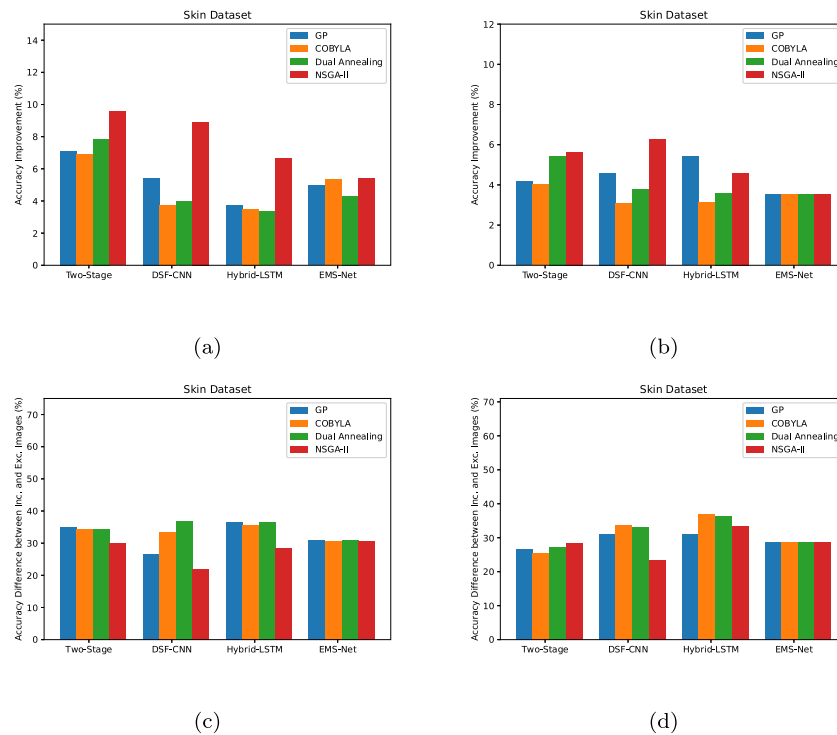 Skin Dataset
Accuracy Improvement (%)
14
12
10
8
6
4
2
0
GP
COBYLA
Dual Annealing
NSGA-II
Two-Stage DSF-CNN Hybrid-LSTM EMS-Net
(a)
Skin Dataset
Accuracy Improvement (%)
12
10
8
6
4
2
0
GP
COBYLA
Dual Annealing
NSGA-II
Two-Stage DSF-CNN Hybrid-LSTM EMS-Net
(b)
Skin Dataset
Accuracy Difference between Inc. and Exc. Images (%)
70
60
50
40
30
20
10
0
GP
COBYLA
Dual Annealing
NSGA-II
Two-Stage DSF-CNN Hybrid-LSTM EMS-Net
(c)
Skin Dataset
Accuracy Difference between Inc. and Exc. Images (%)
70
60
50
40
30
20
10
0
GP
COBYLA
Dual Annealing
NSGA-II
Two-Stage DSF-CNN Hybrid-LSTM EMS-Net
(d)